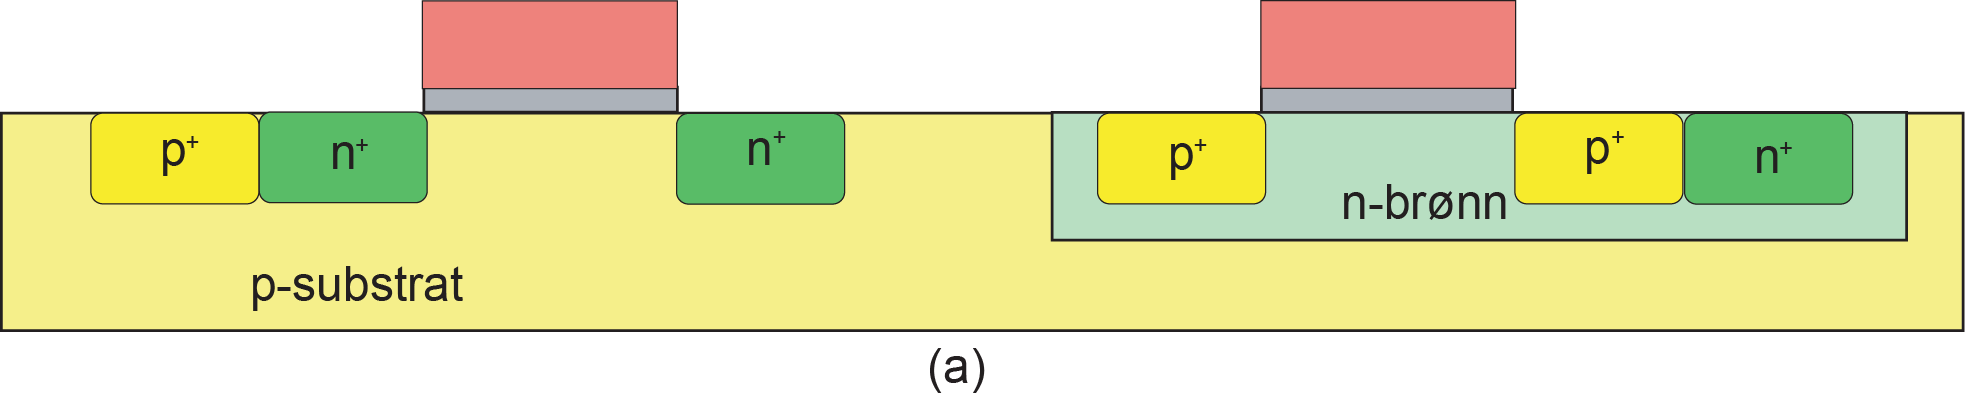 p⁺ n⁺ n⁺ p⁺ p⁺ n⁺
n-brønn
p-substrat
(a)